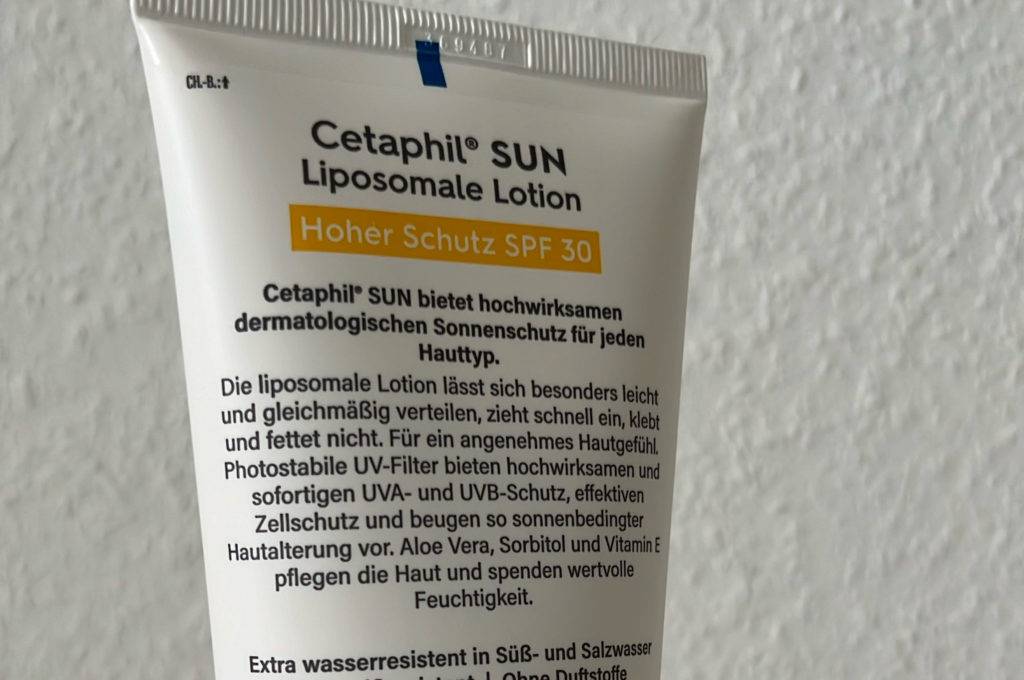 CH.-B.:
Cetaphil® SUN
Liposomale Lotion
Hoher Schutz SPF 30
Cetaphil® SUN bietet hochwirksamen
dermatologischen Sonnenschutz für jeden
Hauttyp.
Die liposomale Lotion lässt sich besonders leicht
und gleichmäßig verteilen, zieht schnell ein, klebt
und fettet nicht. Für ein angenehmes Hautgefühl.
Photostabile UV-Filter bieten hochwirksamen und
sofortigen UVA- und UVB-Schutz, effektiven
Zellschutz und beugen so sonnenbedingter
Hautalterung vor. Aloe Vera, Sorbitol und Vitamin E
pflegen die Haut und spenden wertvolle
Feuchtigkeit.
Extra wasserresistent in Süß- und Salzwasser
| Ohne Duftstoffe